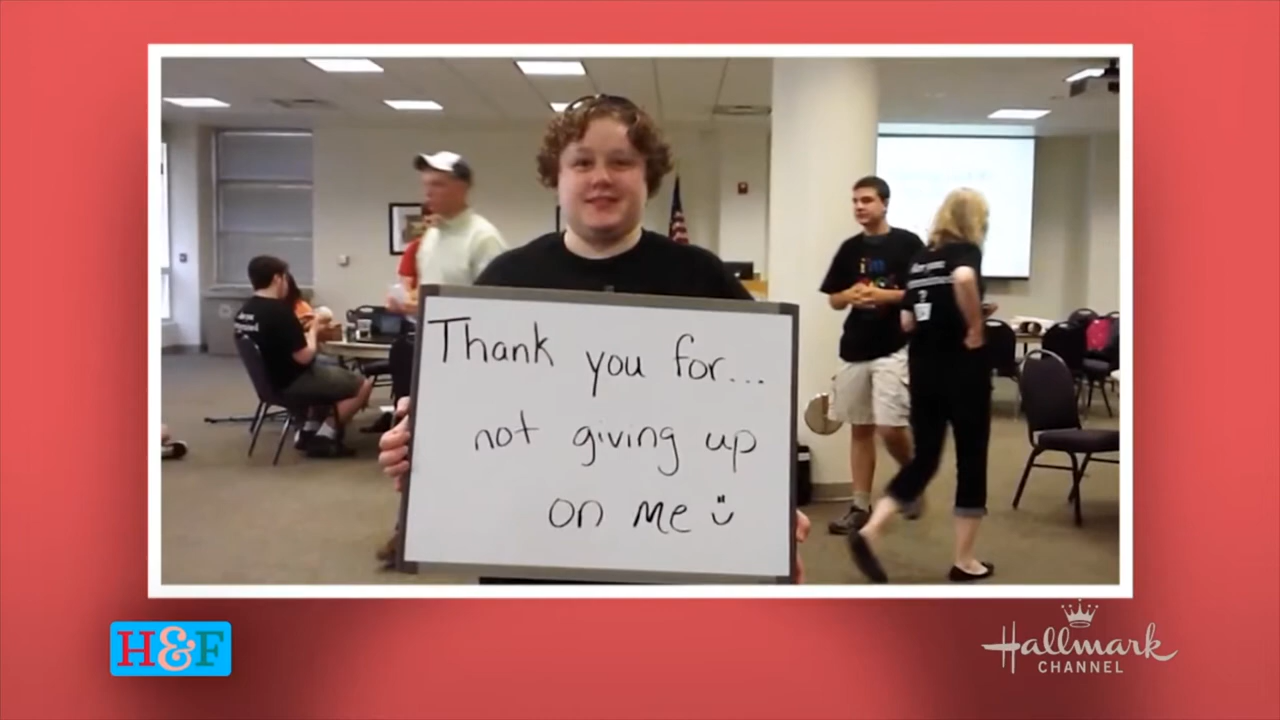 Thank you for...
not giving up
on me
i'm
H&F
Hallmark
CHANNEL